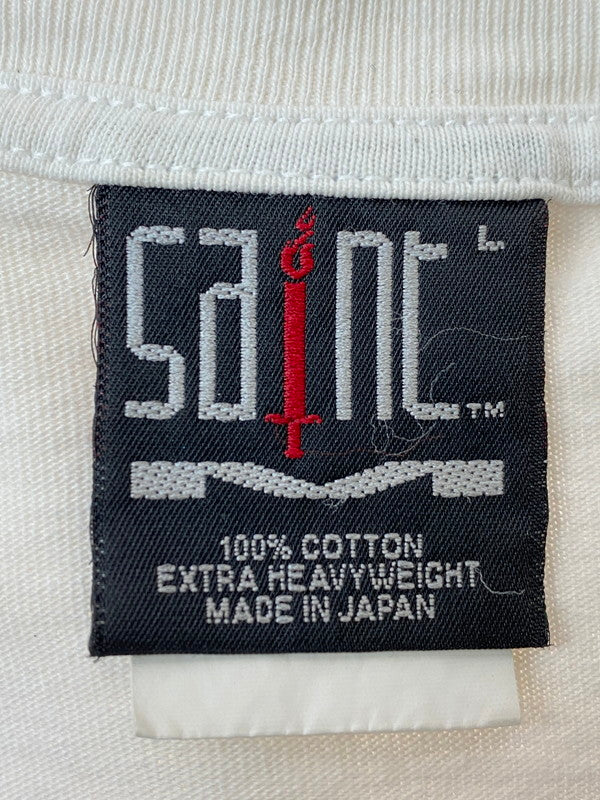 saint L
TM
100% COTTON
EXTRA HEAVYWEIGHT
MADE IN JAPAN